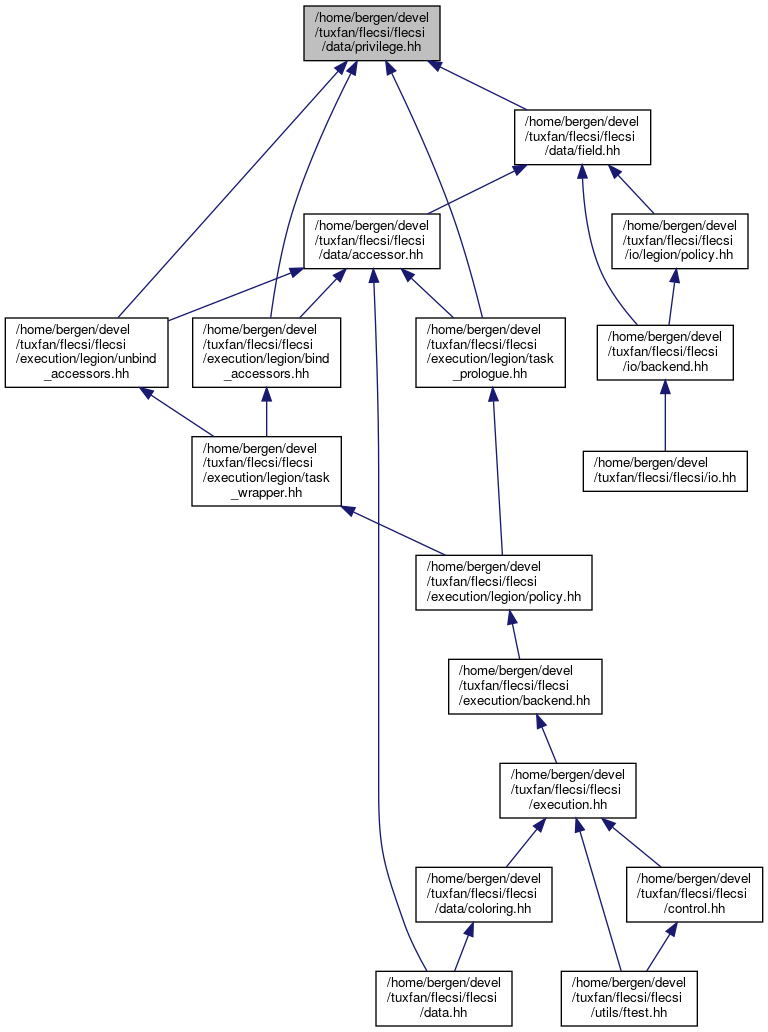 /home/bergen/devel
/tuxfan/flecsi/flecsi
/data/privilege.hh
/home/bergen/devel
/tuxfan/flecsi/flecsi
/data/field.hh
/home/bergen/devel
/tuxfan/flecsi/flecsi
/data/accessor.hh
/home/bergen/devel
/tuxfan/flecsi/flecsi
/io/legion/policy.hh
/home/bergen/devel
/tuxfan/flecsi/flecsi
/execution/legion/unbind
_accessors.hh
/home/bergen/devel
/tuxfan/flecsi/flecsi
/execution/legion/bind
_accessors.hh
/home/bergen/devel
/tuxfan/flecsi/flecsi
/execution/legion/task
_prologue.hh
/home/bergen/devel
/tuxfan/flecsi/flecsi
/io/backend.hh
/home/bergen/devel
/tuxfan/flecsi/flecsi
/execution/legion/task
_wrapper.hh
/home/bergen/devel
/tuxfan/flecsi/flecsi/io.hh
/home/bergen/devel
/tuxfan/flecsi/flecsi
/execution/legion/policy.hh
/home/bergen/devel
/tuxfan/flecsi/flecsi
/execution/backend.hh
/home/bergen/devel
/tuxfan/flecsi/flecsi
/execution.hh
/home/bergen/devel
/tuxfan/flecsi/flecsi
/data/coloring.hh
/home/bergen/devel
/tuxfan/flecsi/flecsi
/control.hh
/home/bergen/devel
/tuxfan/flecsi/flecsi
/data.hh
/home/bergen/devel
/tuxfan/flecsi/flecsi
/utils/ftest.hh